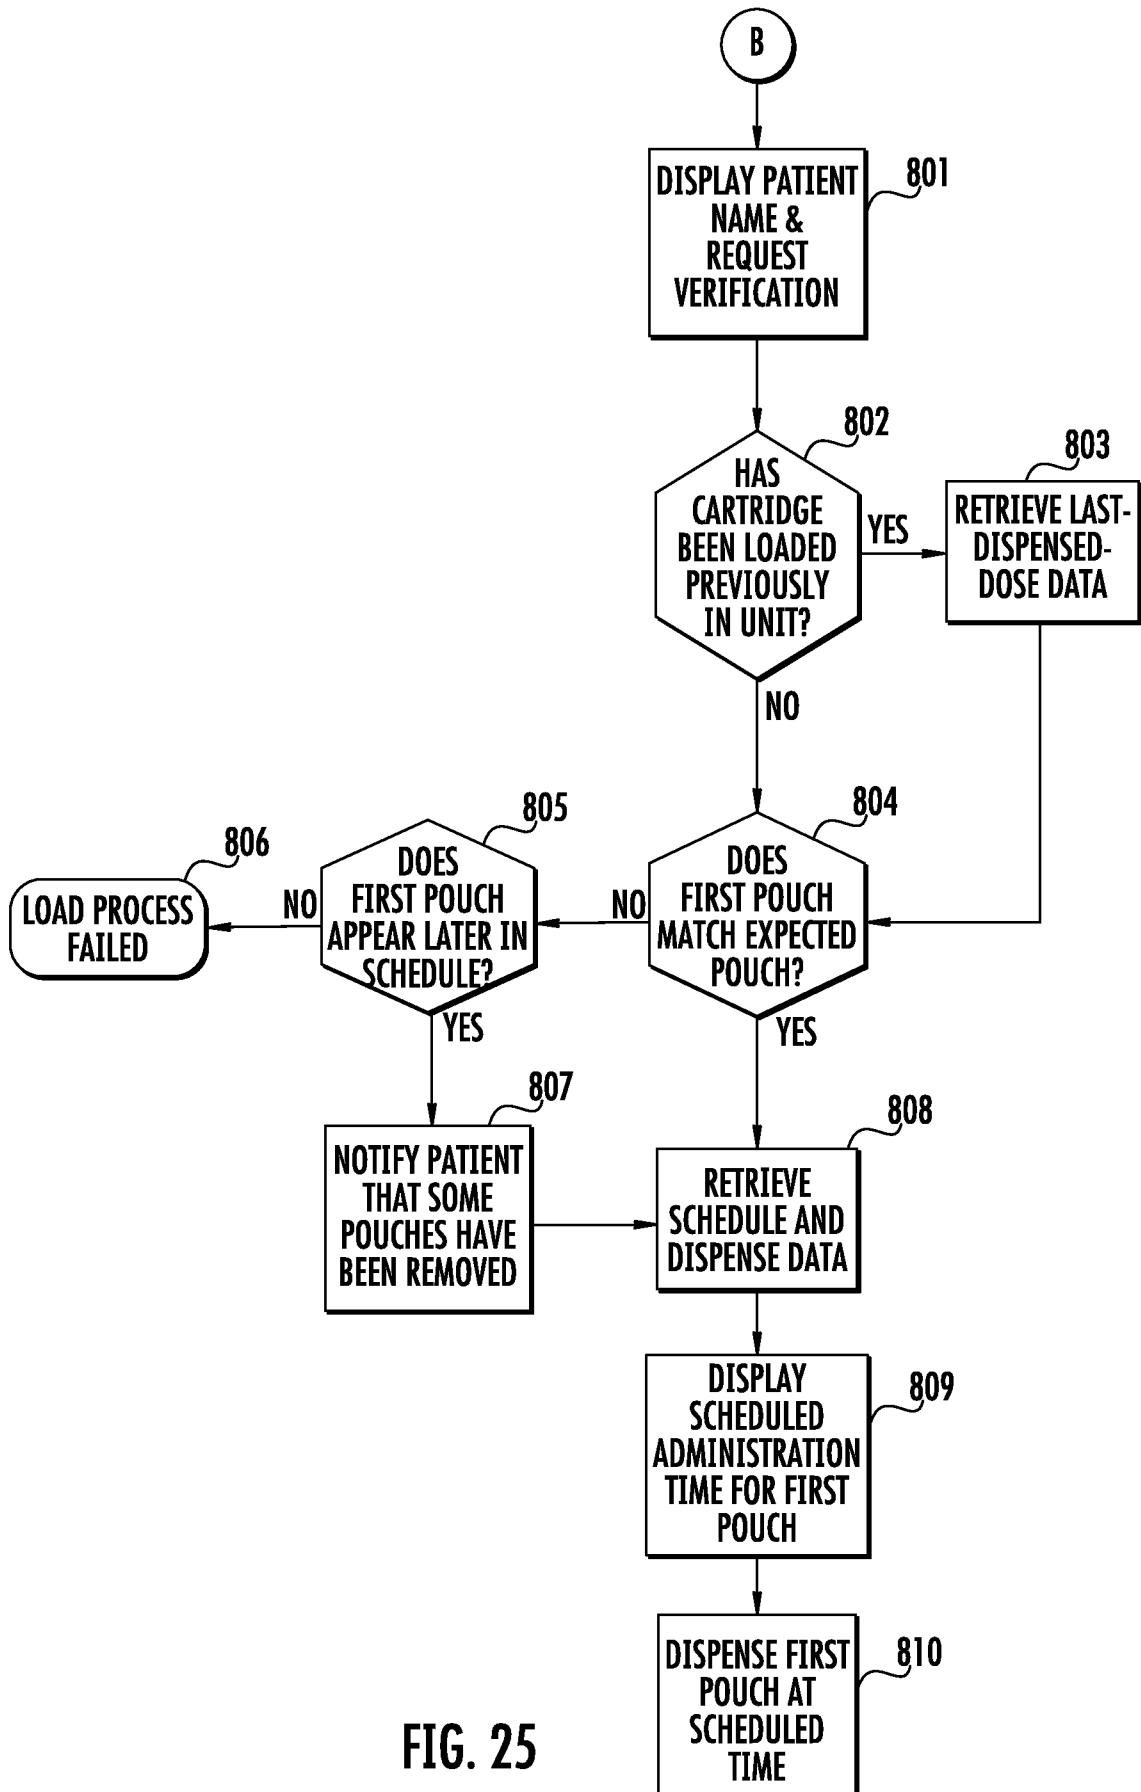 B
DISPLAY PATIENT
NAME &
REQUEST
VERIFICATION
801
HAS
CARTRIDGE
BEEN LOADED
PREVIOUSLY
IN UNIT?
802
YES
803
RETRIEVE LAST-
DISPENSED-
DOSE DATA
NO
804
DOES
FIRST POUCH
MATCH EXPECTED
POUCH?
NO
805
DOES
FIRST POUCH
APPEAR LATER IN
SCHEDULE?
NO
806
LOAD PROCESS
FAILED
YES
YES
807
NOTIFY PATIENT
THAT SOME
POUCHES HAVE
BEEN REMOVED
808
RETRIEVE
SCHEDULE AND
DISPENSE DATA
DISPLAY
SCHEDULED
ADMINISTRATION
TIME FOR FIRST
POUCH
809
DISPENSE FIRST
POUCH AT
SCHEDULED
TIME
810
FIG. 25